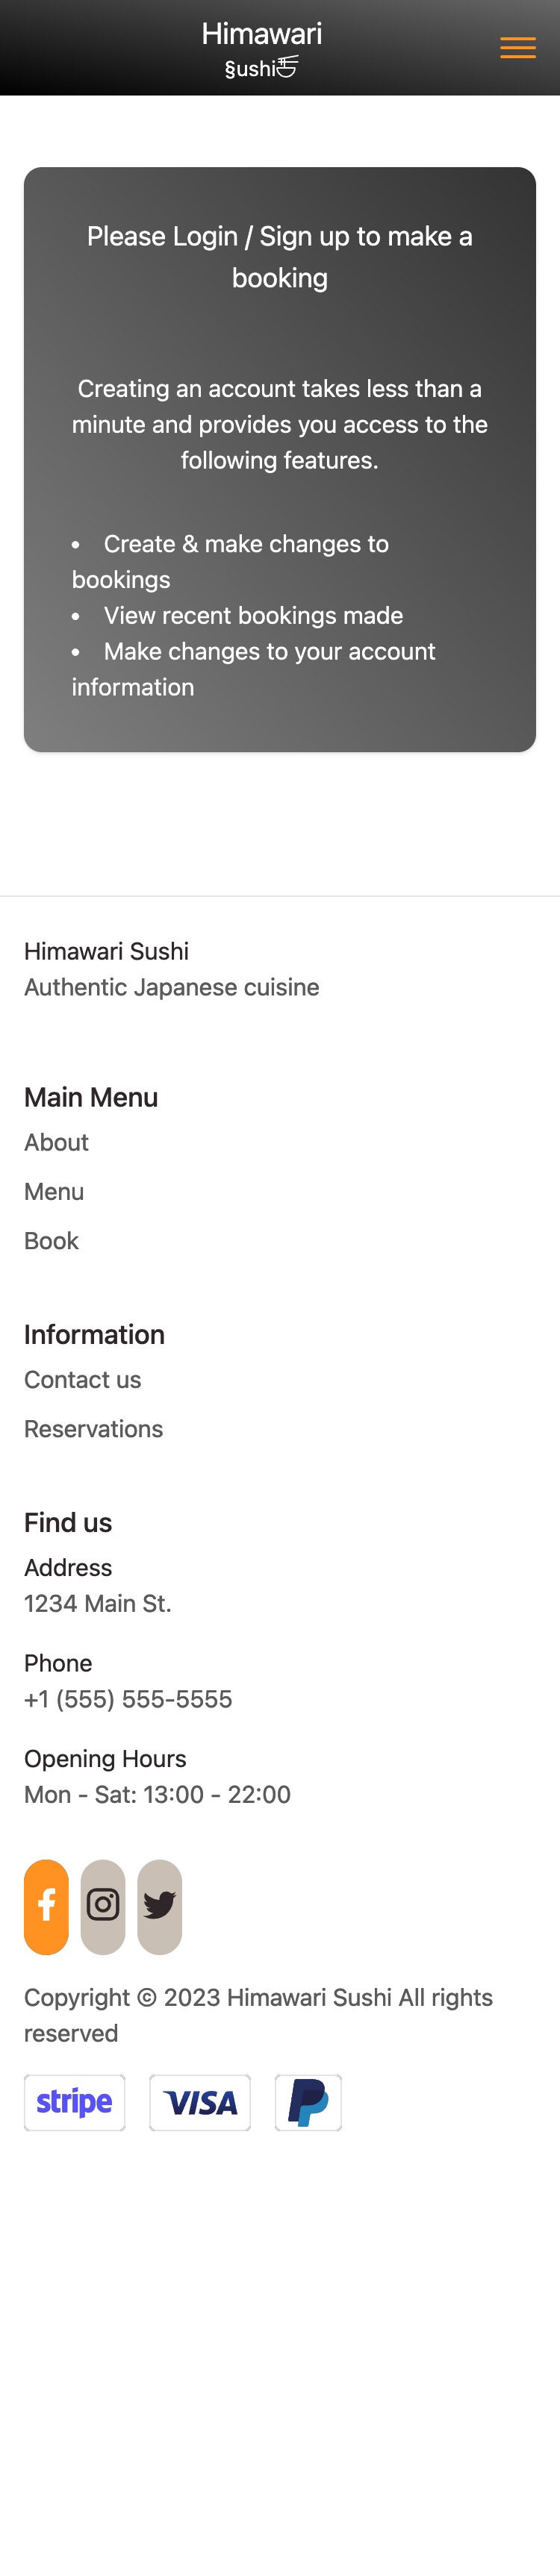 Himawari
§ushi
Please Login / Sign up to make a
booking
Creating an account takes less than a
minute and provides you access to the
following features.
• Create & make changes to
bookings
• View recent bookings made
• Make changes to your account
information
Himawari Sushi
Authentic Japanese cuisine
Main Menu
About
Menu
Book
Information
Contact us
Reservations
Find us
Address
1234 Main St.
Phone
+1 (555) 555-5555
Opening Hours
Mon - Sat: 13:00 - 22:00
Copyright © 2023 Himawari Sushi All rights
reserved
stripe VISA